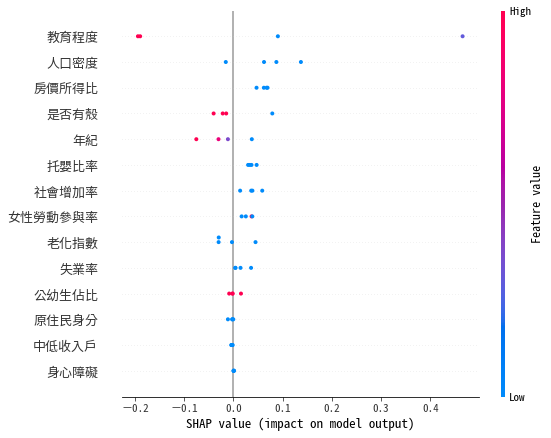 High
教育程度
人口密度
房價所得比
是否有殼
年紀
托嬰比率
社會增加率
女性勞動參與率
老化指數
失業率
公幼生佔比
原住民身分
中低收入戶
身心障礙
Feature value
Low
−0.2 −0.1 0.0 0.1 0.2 0.3 0.4
SHAP value (impact on model output)